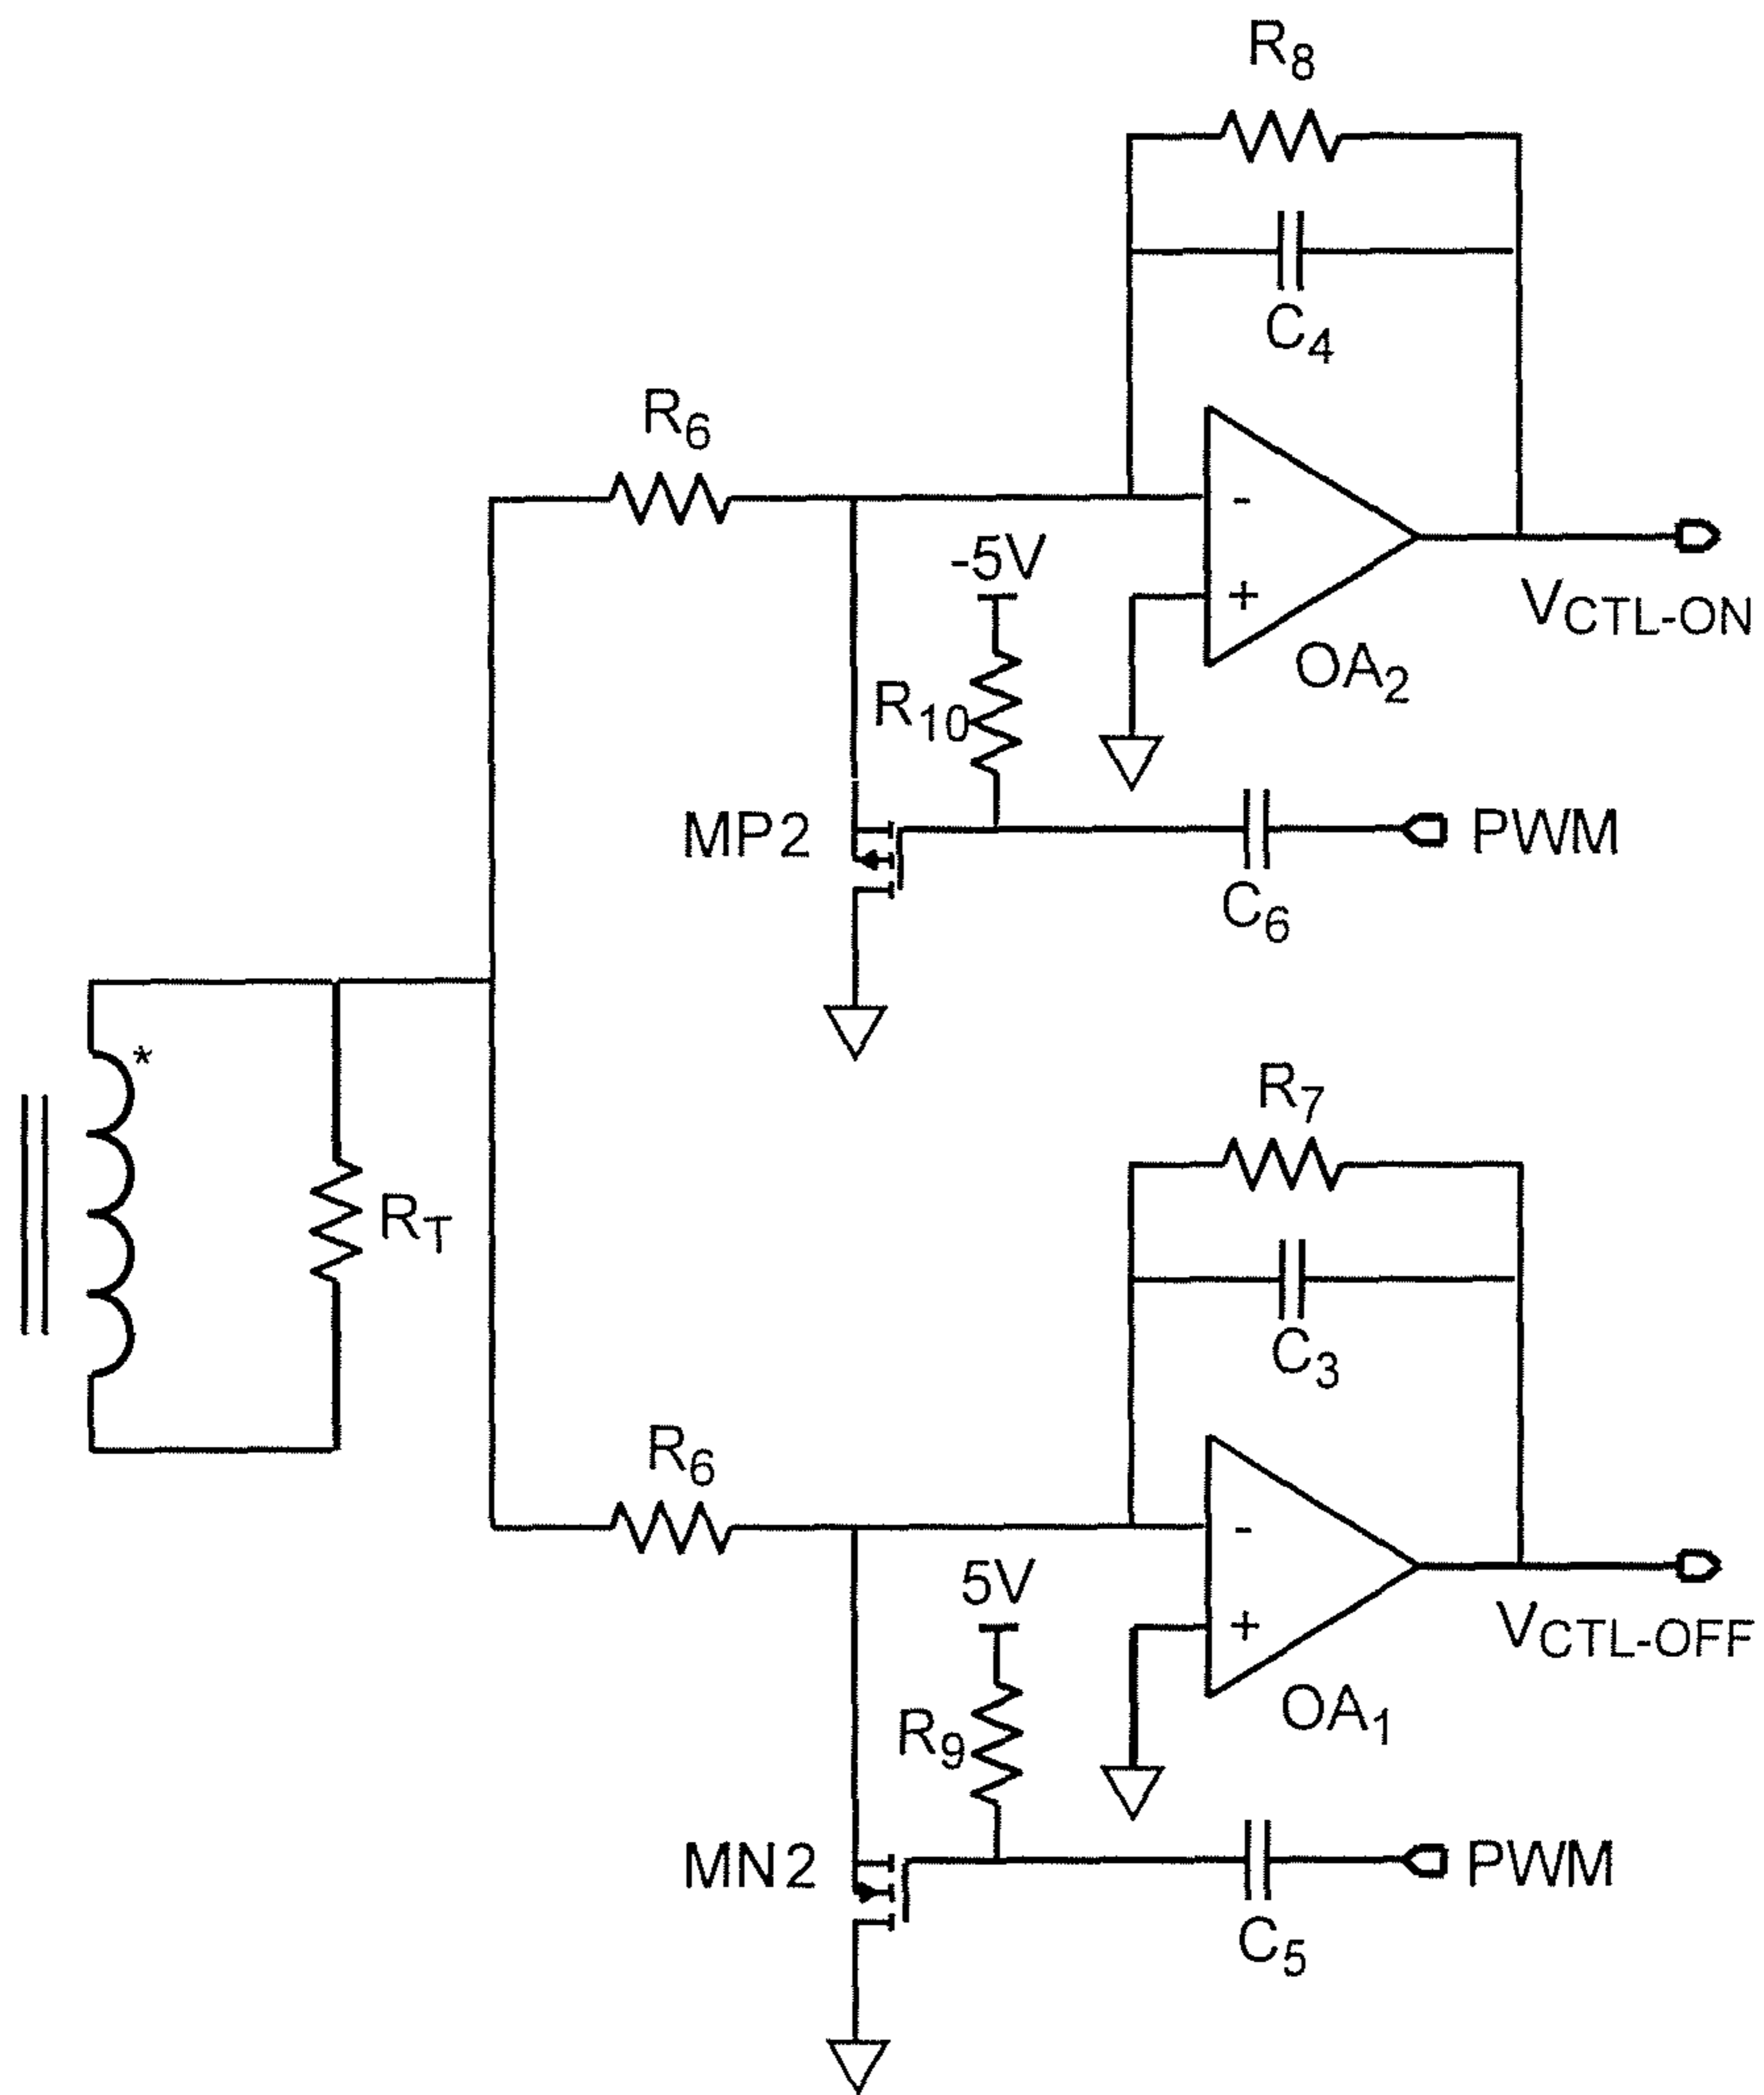 R8
C4
R6
-
-5V
+
VCTL-ON
OA2
R10
MP2
PWM
C6
*
R7
RT
C3
R6
-
5V
+
VCTL-OFF
OA1
R9
MN2
PWM
C5